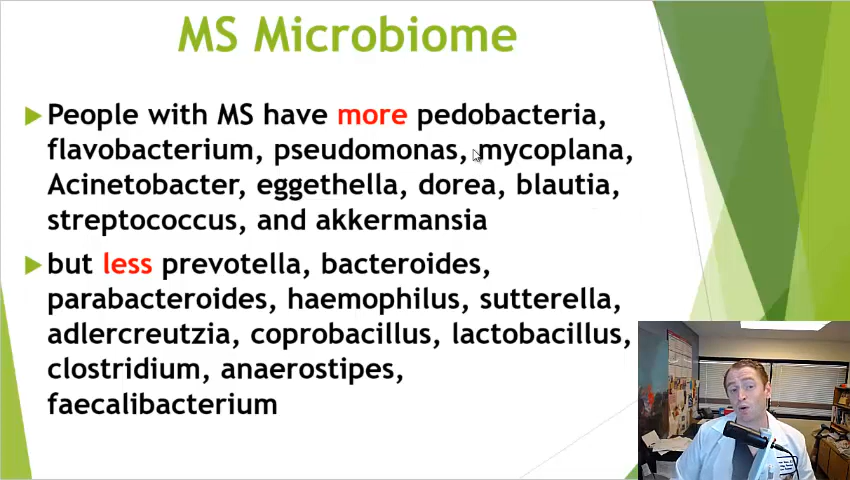 MS Microbiome
People with MS have more pedobacteria,
flavobacterium, pseudomonas, mycoplana,
Acinetobacter, eggethella, dorea, blautia,
streptococcus, and akkermansia
but less prevotella, bacteroides,
parabacteroides, haemophilus, sutterella,
adlercreutzia, coprobacillus, lactobacillus,
clostridium, anaerostipes,
faecalibacterium